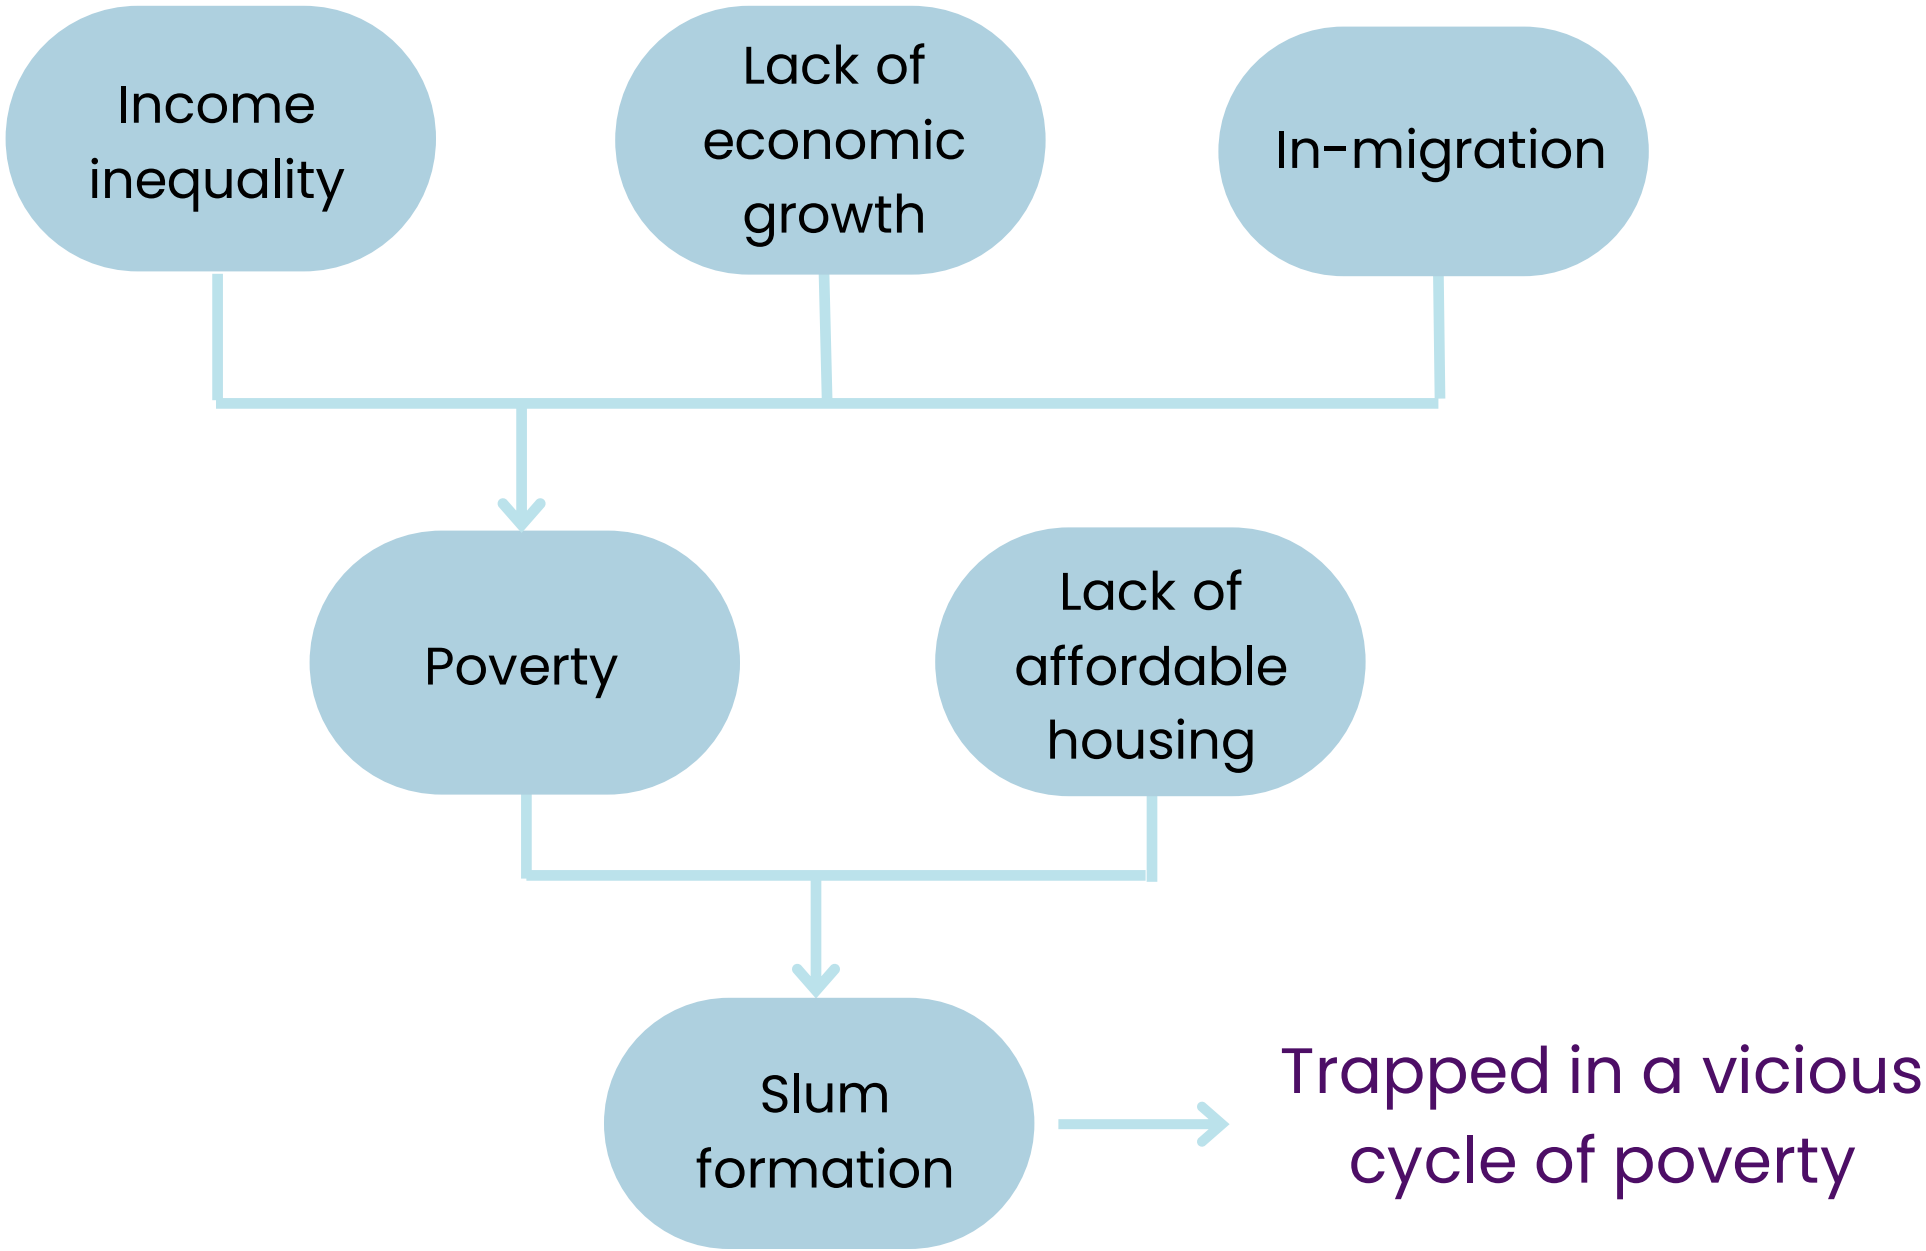 Income
inequality
Lack of
economic
growth
In-migration
Poverty
Lack of
affordable
housing
Slum
formation
Trapped in a vicious
cycle of poverty